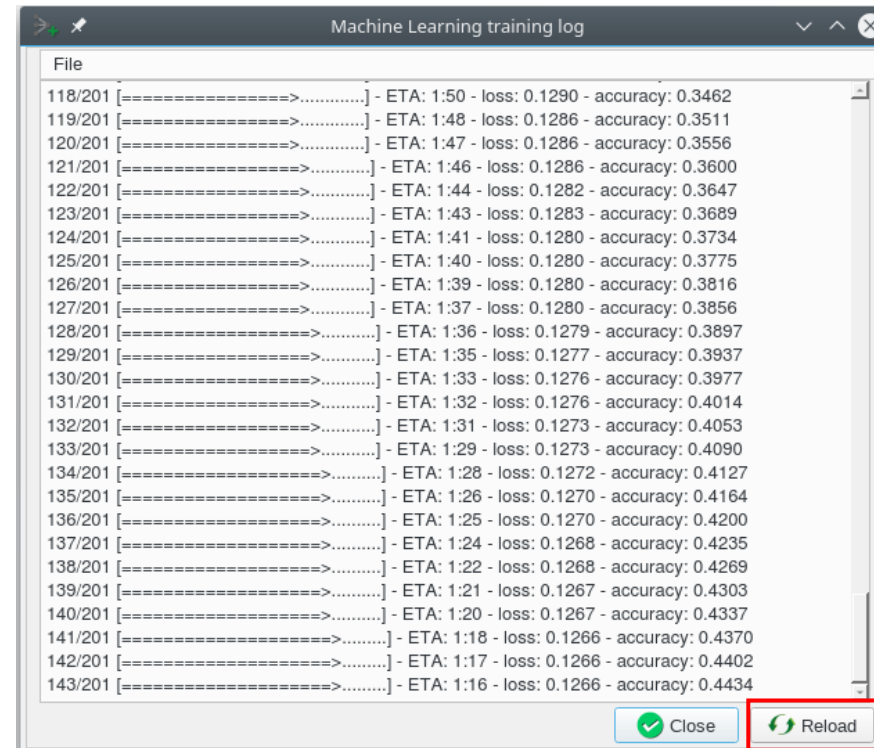 Machine Learning training log
File
118/201 [================>.............] - ETA: 1:50 - loss: 0.1290 - accuracy: 0.3462
119/201 [================>.............] - ETA: 1:48 - loss: 0.1286 - accuracy: 0.3511
120/201 [================>.............] - ETA: 1:47 - loss: 0.1286 - accuracy: 0.3556
121/201 [=================>............] - ETA: 1:46 - loss: 0.1286 - accuracy: 0.3600
122/201 [=================>............] - ETA: 1:44 - loss: 0.1282 - accuracy: 0.3647
123/201 [=================>............] - ETA: 1:43 - loss: 0.1283 - accuracy: 0.3689
124/201 [=================>............] - ETA: 1:41 - loss: 0.1280 - accuracy: 0.3734
125/201 [=================>............] - ETA: 1:40 - loss: 0.1280 - accuracy: 0.3775
126/201 [=================>............] - ETA: 1:39 - loss: 0.1280 - accuracy: 0.3816
127/201 [=================>............] - ETA: 1:37 - loss: 0.1280 - accuracy: 0.3856
128/201 [==================>...........] - ETA: 1:36 - loss: 0.1279 - accuracy: 0.3897
129/201 [==================>...........] - ETA: 1:35 - loss: 0.1277 - accuracy: 0.3937
130/201 [==================>...........] - ETA: 1:33 - loss: 0.1276 - accuracy: 0.3977
131/201 [==================>...........] - ETA: 1:32 - loss: 0.1276 - accuracy: 0.4014
132/201 [==================>...........] - ETA: 1:31 - loss: 0.1273 - accuracy: 0.4053
133/201 [==================>...........] - ETA: 1:29 - loss: 0.1273 - accuracy: 0.4090
134/201 [===================>..........] - ETA: 1:28 - loss: 0.1272 - accuracy: 0.4127
135/201 [===================>..........] - ETA: 1:26 - loss: 0.1270 - accuracy: 0.4164
136/201 [===================>..........] - ETA: 1:25 - loss: 0.1270 - accuracy: 0.4200
137/201 [===================>..........] - ETA: 1:24 - loss: 0.1268 - accuracy: 0.4235
138/201 [===================>..........] - ETA: 1:22 - loss: 0.1268 - accuracy: 0.4269
139/201 [===================>..........] - ETA: 1:21 - loss: 0.1267 - accuracy: 0.4303
140/201 [===================>..........] - ETA: 1:20 - loss: 0.1267 - accuracy: 0.4337
141/201 [====================>.........] - ETA: 1:18 - loss: 0.1266 - accuracy: 0.4370
142/201 [====================>.........] - ETA: 1:17 - loss: 0.1266 - accuracy: 0.4402
143/201 [====================>.........] - ETA: 1:16 - loss: 0.1266 - accuracy: 0.4434
Close Reload